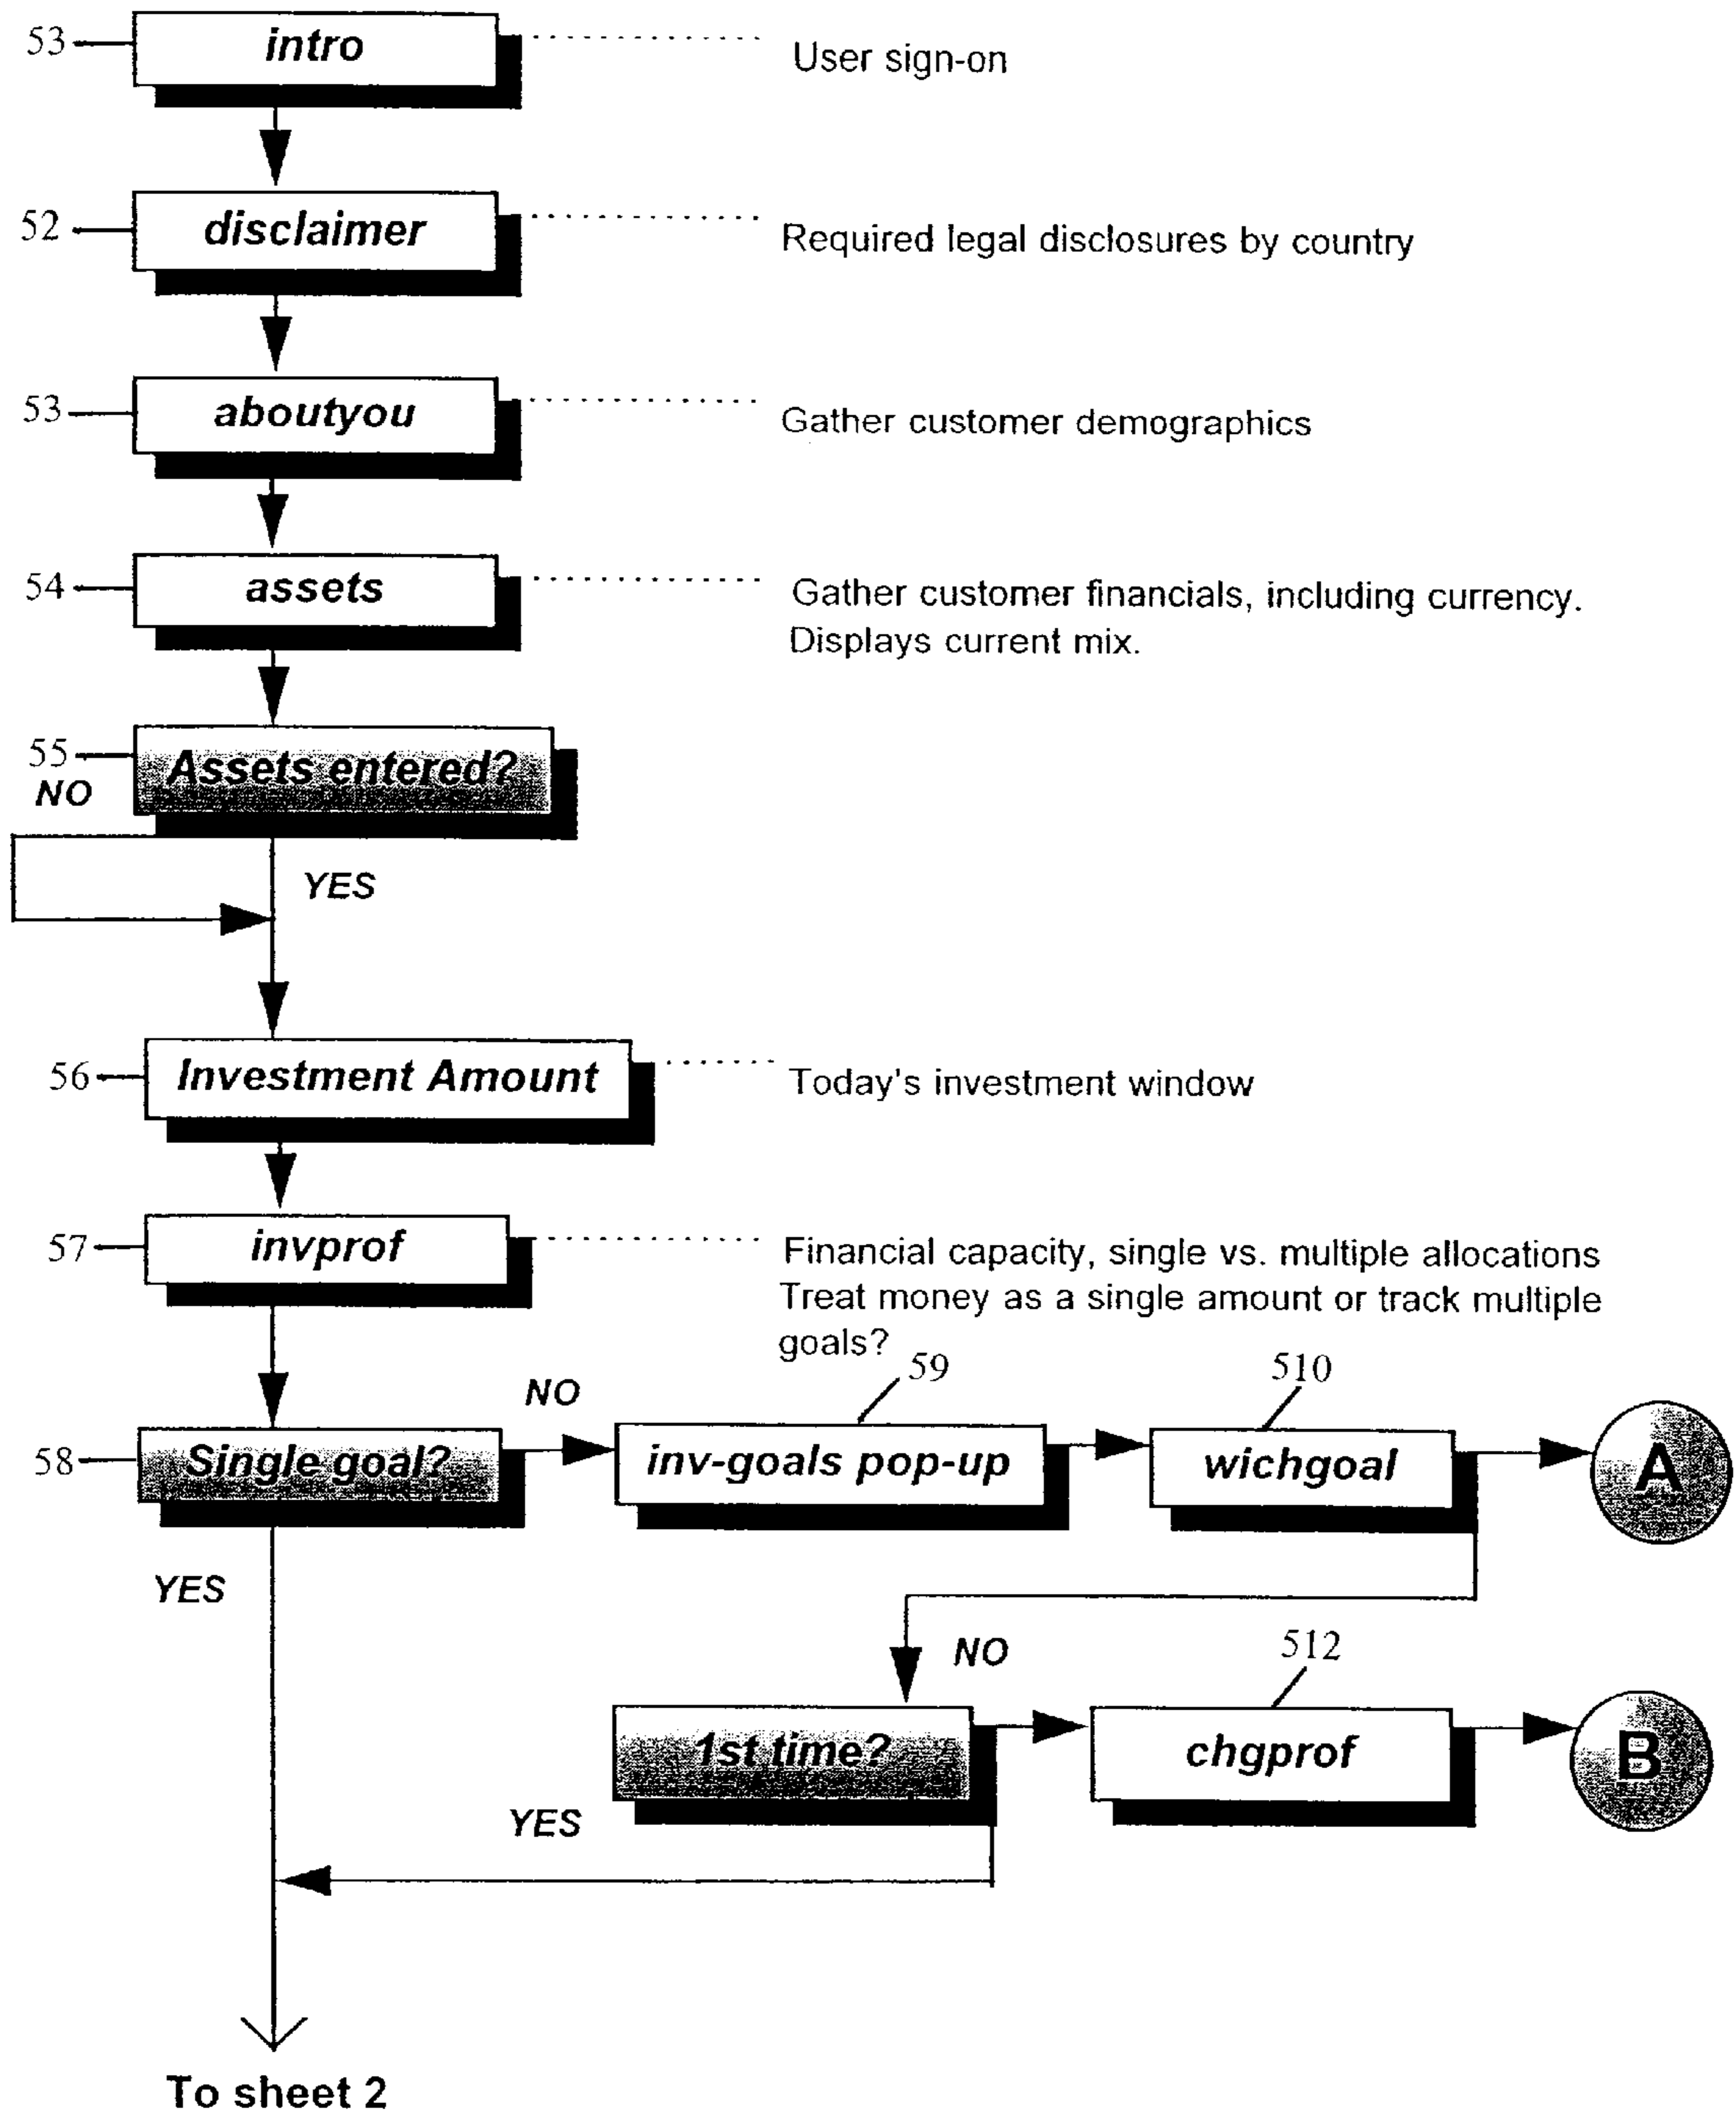 53
intro
User sign-on
52
disclaimer
Required legal disclosures by country
53
aboutyou
Gather customer demographics
54
assets
Gather customer financials, including currency.
Displays current mix.
55
Assets entered?
NO
YES
56
Investment Amount
Today's investment window
57
invprof
Financial capacity, single vs. multiple allocations
Treat money as a single amount or track multiple
goals?
59
510
NO
58
Single goal?
inv-goals pop-up
wichgoal
A
YES
NO
512
1st time?
chgprof
B
YES
To sheet 2